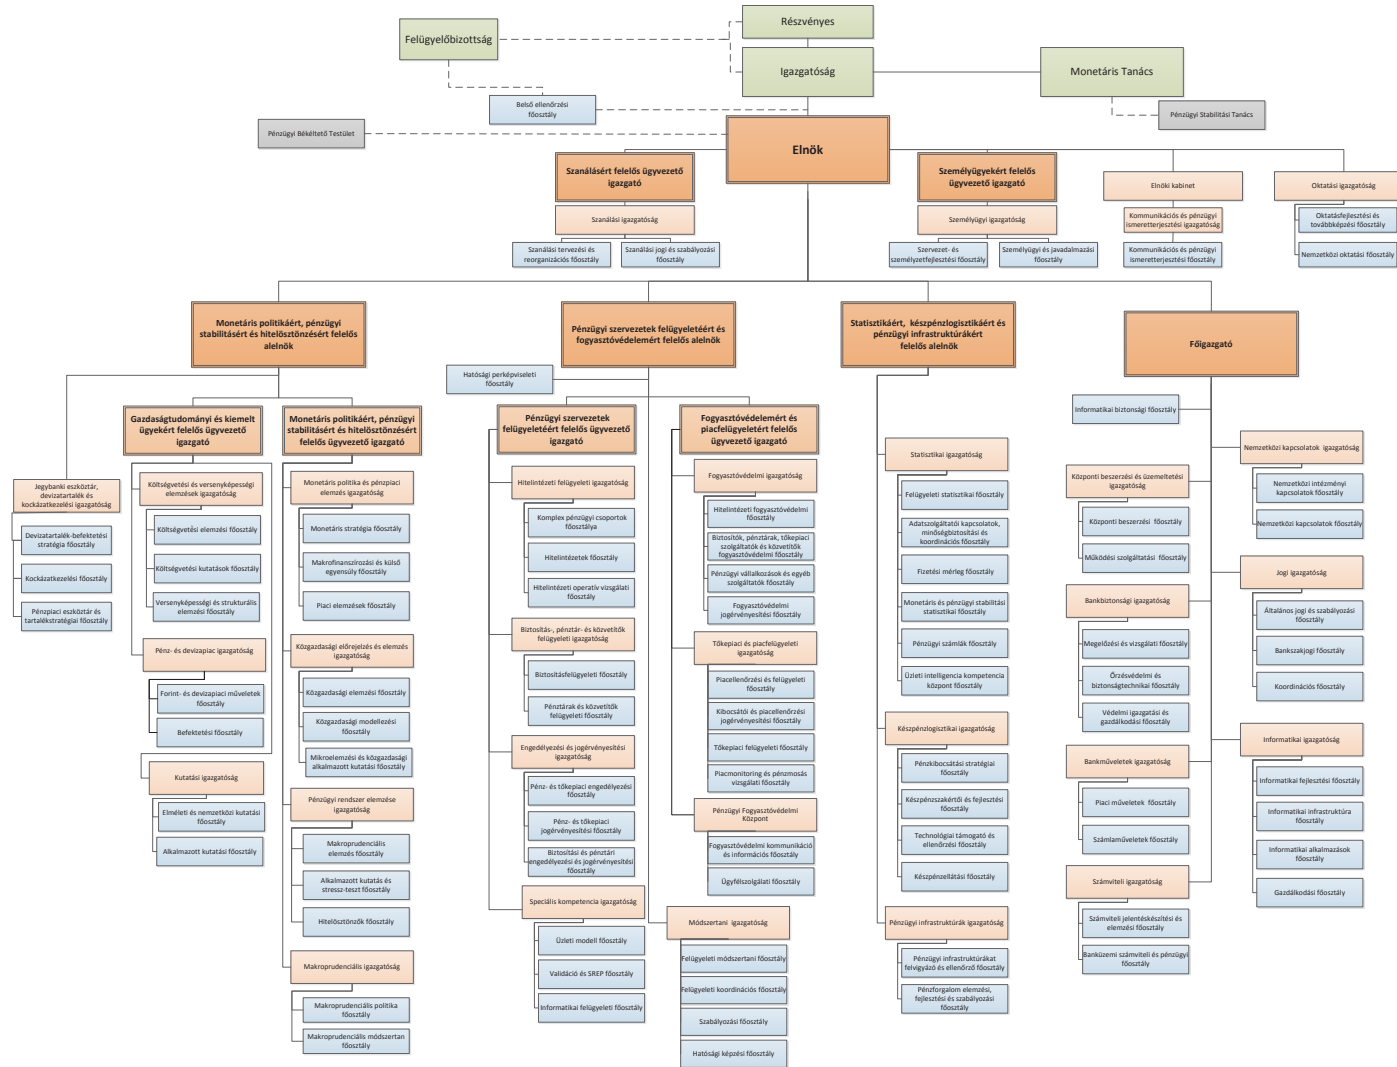 Részvényes
Felügyelőbizottság
Igazgatóság
Monetáris Tanács
Belső ellenőrzési
főosztály
Pénzügyi Stabilitási Tanács
Pénzügyi Békéltető Testület
Elnök
Szanálásért felelős ügyvezető
igazgató
Szanálási igazgatóság
Szanálási tervezési és
reorganizációs főosztály
Szanálási jogi és szabályozási
főosztály
Személyügyekért felelős
ügyvezető igazgató
Személyügyi igazgatóság
Szervezet- és
személyzetfejlesztési főosztály
Személyügyi és javadalmazási
főosztály
Elnöki kabinet
Kommunikációs és pénzügyi
ismeretterjesztési igazgatóság
Kommunikációs és pénzügyi
ismeretterjesztési főosztály
Oktatási igazgatóság
Oktatásfejlesztési és
továbbképzési főosztály
Nemzetközi oktatási főosztály
Monetáris politikáért, pénzügyi
stabilitásért és hitelösztönzésért felelős
alelnök
Jegybanki eszköztár,
devizatartalék és
kockázatkezelési igazgatóság
Devizatartalék-befektetési
stratégia főosztály
Kockázatkezelési főosztály
Pénzpiaci eszköztár és
tartalékstratégiai főosztály
Gazdaságtudományi és kiemelt
ügyekért felelős ügyvezető
igazgató
Költségvetési és versenyképességi
elemzések igazgatóság
Költségvetési elemzési főosztály
Költségvetési kutatások főosztály
Versenyképességi és strukturális
elemzési főosztály
Pénz- és devizapiac igazgatóság
Forint- és devizapiaci műveletek
főosztály
Befektetési főosztály
Kutatási igazgatóság
Elméleti és nemzetközi kutatási
főosztály
Alkalmazott kutatási főosztály
Monetáris politikáért, pénzügyi
stabilitásért és hitelösztönzésért
felelős ügyvezető igazgató
Monetáris politika és pénzpiaci
elemzés igazgatóság
Monetáris stratégia főosztály
Makrofinanszírozási és külső
egyensúly főosztály
Piaci elemzések főosztály
Közgazdasági előrejelzés és elemzés
igazgatóság
Közgazdasági elemzési főosztály
Közgazdasági modellezési
főosztály
Mikroelemzési és közgazdasági
alkalmazott kutatási főosztály
Pénzügyi rendszer elemzése
igazgatóság
Makroprudenciális
elemzés főosztály
Alkalmazott kutatás és
stressz-teszt főosztály
Hitelösztönzők főosztály
Makroprudenciális igazgatóság
Makroprudenciális politika
főosztály
Makroprudenciális módszertan
főosztály
Pénzügyi szervezetek felügyeletéért és
fogyasztóvédelemért felelős alelnök
Hatósági perképviseleti
főosztály
Pénzügyi szervezetek
felügyeletéért felelős ügyvezető
igazgató
Hitelintézeti felügyeleti igazgatóság
Komplex pénzügyi csoportok
főosztálya
Hitelintézetek főosztály
Hitelintézeti operatív vizsgálati
főosztály
Biztosítás-, pénztár- és közvetítők
felügyeleti igazgatóság
Biztosításfelügyeleti főosztály
Pénztárak és közvetítők
felügyeleti főosztály
Engedélyezési és jogérvényesítési
igazgatóság
Pénz- és tőkepiaci engedélyezési
főosztály
Pénz- és tőkepiaci
jogérvényesítési főosztály
Biztosítási és pénztári
engedélyezési és jogérvényesítési
főosztály
Speciális kompetencia igazgatóság
Üzleti modell főosztály
Validáció és SREP főosztály
Informatikai felügyeleti főosztály
Fogyasztóvédelemért és
piacfelügyeletért felelős
ügyvezető igazgató
Fogyasztóvédelmi igazgatóság
Hitelintézeti fogyasztóvédelmi
főosztály
Biztosítók, pénztárak, tőkepiaci
szolgáltatók és közvetítők
fogyasztóvédelmi főosztály
Pénzügyi vállalkozások és egyéb
szolgáltatók főosztály
Fogyasztóvédelmi
jogérvényesítési főosztály
Tőkepiaci és piacfelügyeleti
igazgatóság
Piacellenőrzési és felügyeleti
főosztály
Kibocsátói és piacellenőrzési
jogérvényesítési főosztály
Tőkepiaci felügyeleti főosztály
Piacmonitoring és pénzmosás
vizsgálati főosztály
Pénzügyi Fogyasztóvédelmi
Központ
Fogyasztóvédelmi kommunikáció
és információs főosztály
Ügyfélszolgálati főosztály
Módszertani igazgatóság
Felügyeleti módszertani főosztály
Felügyeleti koordinációs főosztály
Szabályozási főosztály
Hatósági képzési főosztály
Statisztikáért, készpénzlogisztikáért és
pénzügyi infrastruktúrákért
felelős alelnök
Statisztikai igazgatóság
Felügyeleti statisztikai főosztály
Adatszolgáltatói kapcsolatok,
minőségbiztosítási és
koordinációs főosztály
Fizetési mérleg főosztály
Monetáris és pénzügyi stabilitási
statisztikai főosztály
Pénzügyi számlák főosztály
Üzleti intelligencia kompetencia
központ főosztály
Készpénzlogisztikai igazgatóság
Pénzkibocsátási stratégiai
főosztály
Készpénzszakértői és fejlesztési
főosztály
Technológiai támogató és
ellenőrzési főosztály
Készpénzellátási főosztály
Pénzügyi infrastruktúrák igazgatóság
Pénzügyi infrastruktúrákat
felvigyázó és ellenőrző főosztály
Pénzforgalom elemzési,
fejlesztési és szabályozási
főosztály
Főigazgató
Informatikai biztonsági főosztály
Központi beszerzési és üzemeltetési
igazgatóság
Központi beszerzési főosztály
Működési szolgáltatási főosztály
Bankbiztonsági igazgatóság
Megelőzési és vizsgálati főosztály
Őrzésvédelmi és
biztonságtechnikai főosztály
Védelmi igazgatási és
gazdálkodási főosztály
Bankműveletek igazgatóság
Piaci műveletek főosztály
Számlaműveletek főosztály
Számviteli igazgatóság
Számviteli jelentéskészítési és
elemzési főosztály
Banküzemi számviteli és pénzügyi
főosztály
Nemzetközi kapcsolatok igazgatóság
Nemzetközi intézményi
kapcsolatok főosztály
Nemzetközi kapcsolatok főosztály
Jogi igazgatóság
Általános jogi és szabályozási
főosztály
Bankszakjogi főosztály
Koordinációs főosztály
Informatikai igazgatóság
Informatikai fejlesztési főosztály
Informatikai infrastruktúra
főosztály
Informatikai alkalmazások
főosztály
Gazdálkodási főosztály